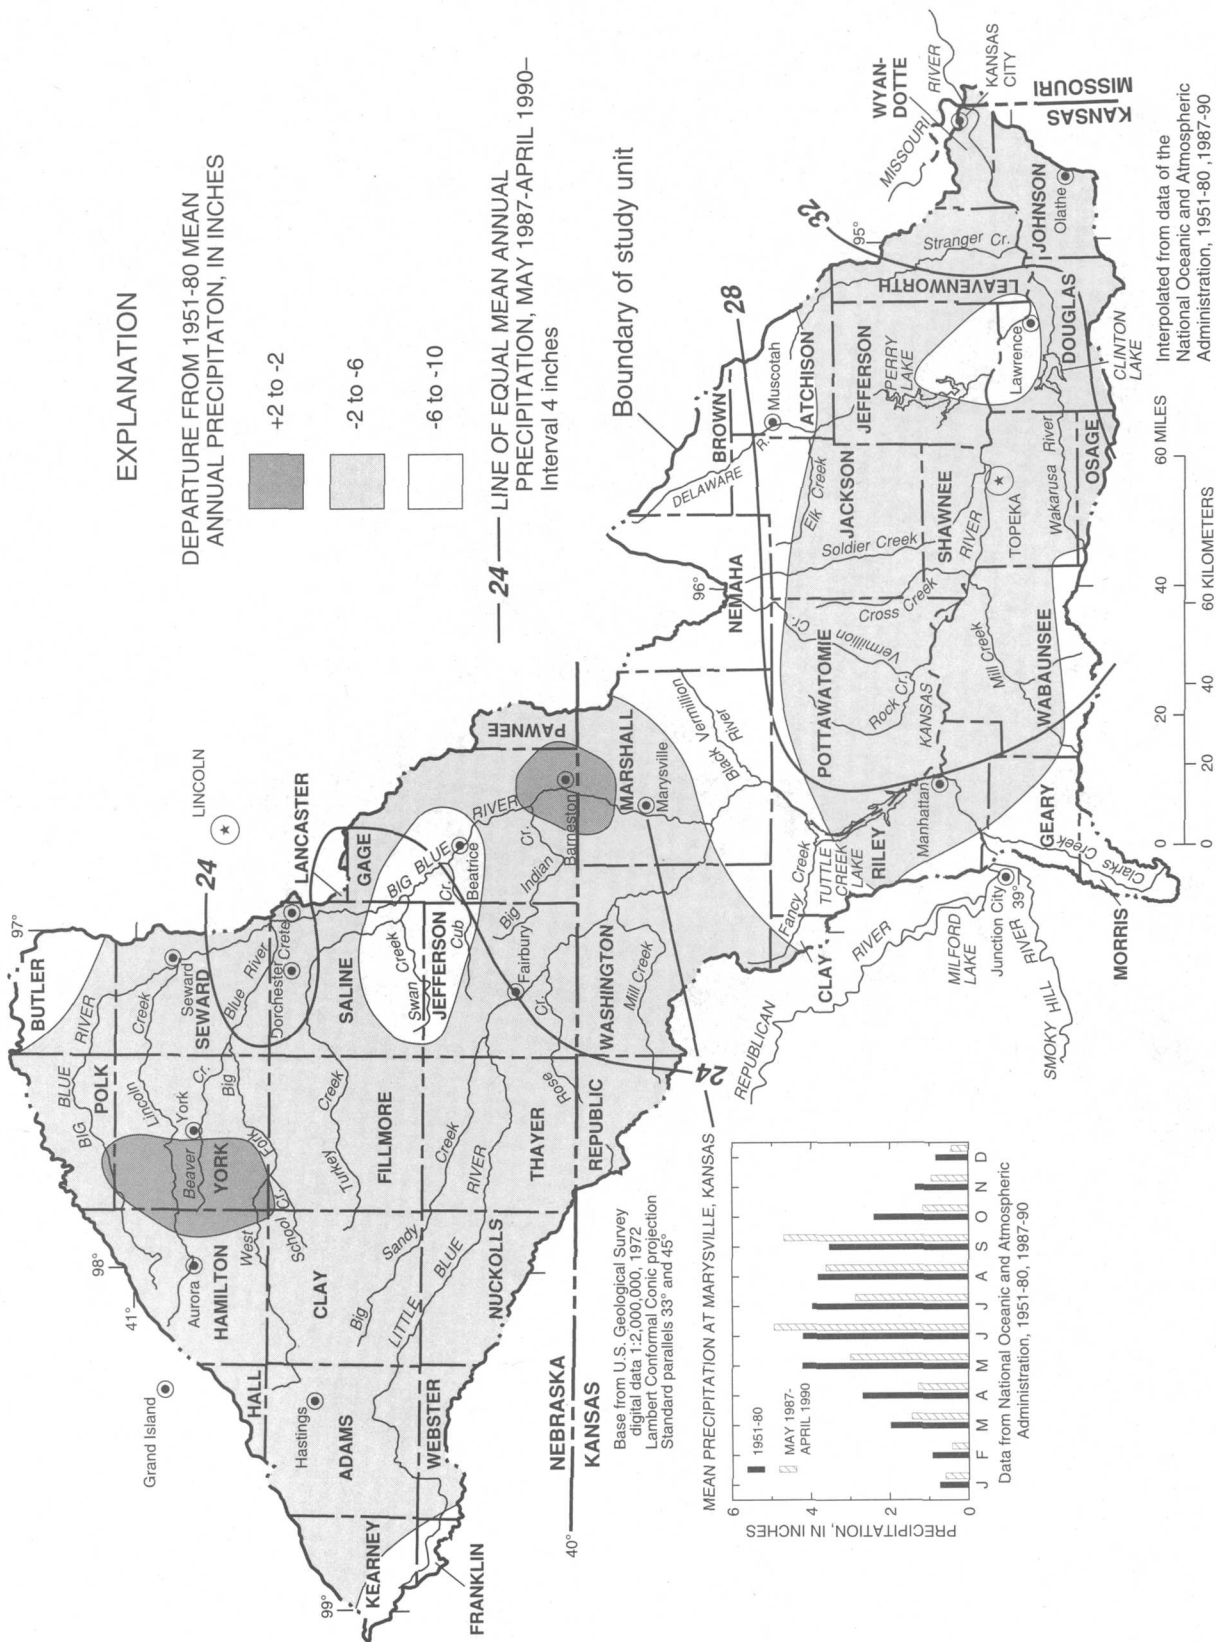 EXPLANATION
DEPARTURE FROM 1951-80 MEAN
ANNUAL PRECIPITATON, IN INCHES
+2 to -2
-2 to -6
-6 to -10
24
LINE OF EQUAL MEAN ANNUAL
PRECIPITATION, MAY 1987-APRIL 1990–
Interval 4 inches
Boundary of study unit
LINCOLN
Grand Island
41°
97°
98°
99°
40°
96°
95°
39°
24
24
28
32
BUTLER
POLK
SEWARD
Seward
YORK
York
HAMILTON
Aurora
HALL
ADAMS
Hastings
CLAY
FILLMORE
SALINE
Dorchester
Crete
LANCASTER
GAGE
Beatrice
JEFFERSON
Fairbury
THAYER
NUCKOLLS
WEBSTER
KEARNEY
FRANKLIN
PAWNEE
Barneston
BIG
BLUE
RIVER
Lincoln
Creek
Beaver
Cr.
Big
Blue
River
West
Fork
School Cr.
Turkey
Creek
Swan
Creek
Cub
Cr.
BIG BLUE
RIVER
Big
Indian
Cr.
Big
Sandy
Creek
LITTLE
BLUE
RIVER
Rose
Cr.
NEBRASKA
KANSAS
REPUBLIC
WASHINGTON
Mill Creek
MARSHALL
Marysville
Black Vermillion
River
NEMAHA
BROWN
DELAWARE
R.
Muscotah
ATCHISON
Elk Creek
JACKSON
Soldier Creek
JEFFERSON
PERRY
LAKE
LEAVENWORTH
Stranger
Cr.
WYAN-
DOTTE
MISSOURI
RIVER
KANSAS
CITY
KANSAS
MISSOURI
JOHNSON
Olathe
DOUGLAS
Lawrence
CLINTON
LAKE
OSAGE
Wakarusa
River
SHAWNEE
TOPEKA
RIVER
KANSAS
POTTAWATOMIE
Vermillion
Cr.
Cross Creek
Rock Cr.
Mill Creek
WABAUNSEE
RILEY
Manhattan
TUTTLE
CREEK
LAKE
Fancy Creek
CLAY
GEARY
Clarks Creek
MORRIS
Junction City
MILFORD
LAKE
REPUBLICAN
RIVER
SMOKY HILL
RIVER
Base from U.S. Geological Survey
digital data 1:2,000,000, 1972
Lambert Conformal Conic projection
Standard parallels 33° and 45°
0 20 40 60 MILES
0 20 40 60 KILOMETERS
Interpolated from data of the
National Oceanic and Atmospheric
Administration, 1951-80 ,1987-90
MEAN PRECIPITATION AT MARYSVILLE, KANSAS
PRECIPITATION, IN INCHES
6
4
2
0
1951-80
MAY 1987-
APRIL 1990
J F M A M J J A S O N D
Data from National Oceanic and Atmospheric
Administration, 1951-80, 1987-90